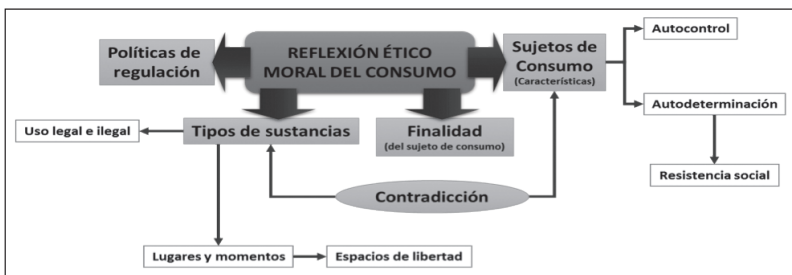 Políticas de
regulación
REFLEXIÓN ÉTICO
MORAL DEL CONSUMO
Sujetos de
Consumo
(Características)
Autocontrol
Autodeterminación
Resistencia social
Uso legal e ilegal
Tipos de sustancias
Finalidad
(del sujeto de consumo)
Contradicción
Lugares y momentos
Espacios de libertad